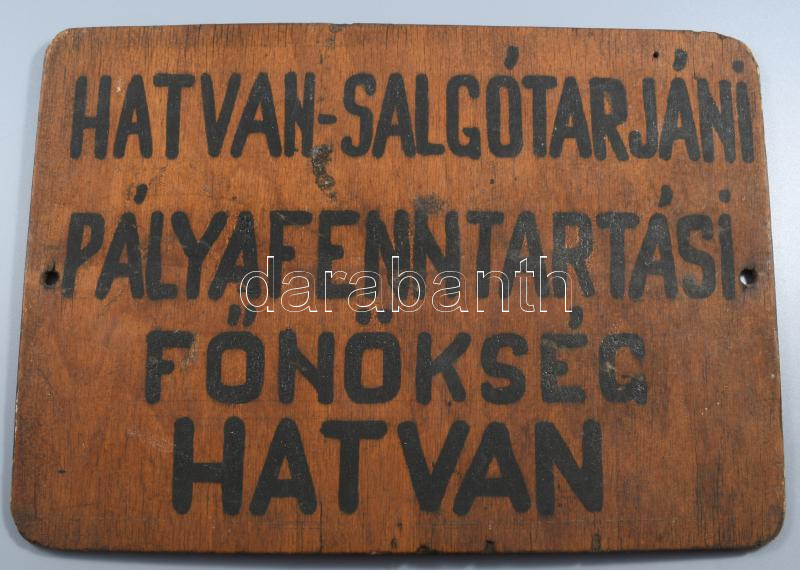 HATVAN-SALGÓTARJÁNI
PÁLYAFENNTARTÁSI
darabanth
FŐNÖKSÉG
HATVAN